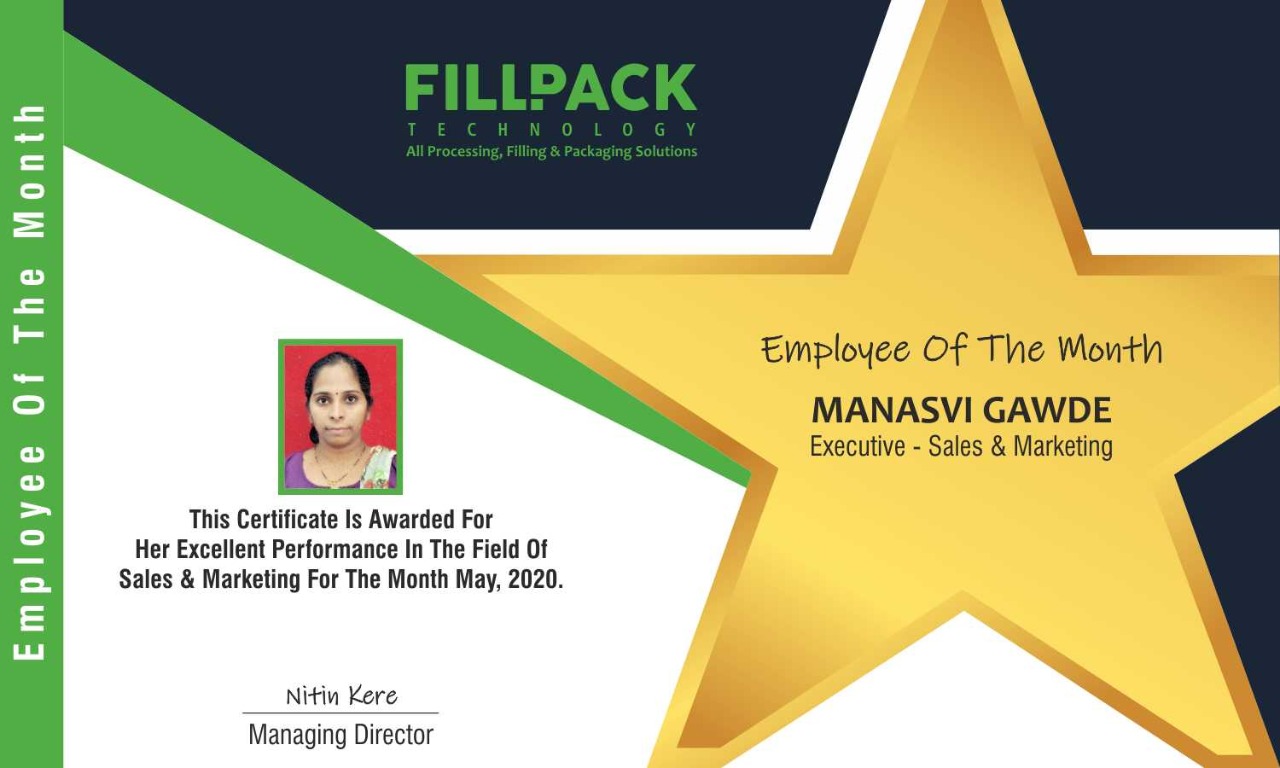 Employee Of The Month
FILLPACK
TECHNOLOGY
All Processing, Filling & Packaging Solutions
Employee Of The Month
MANASVI GAWDE
Executive - Sales & Marketing
This Certificate Is Awarded For
Her Excellent Performance In The Field Of
Sales & Marketing For The Month May, 2020.
Nitin Kere
Managing Director